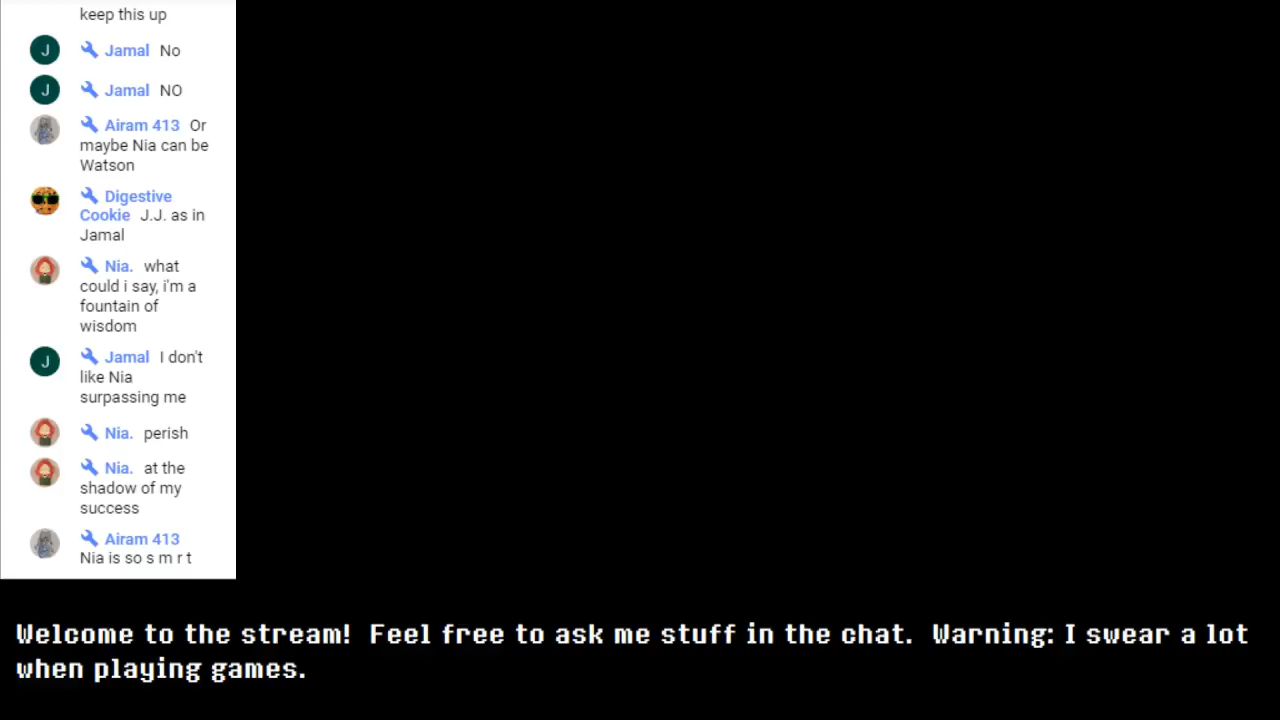 keep this up
J Jamal No
J Jamal NO
Airam 413 Or
maybe Nia can be
Watson
Digestive
Cookie J.J. as in
Jamal
Nia. what
could i say, i'm a
fountain of
wisdom
J Jamal I don't
like Nia
surpassing me
Nia. perish
Nia. at the
shadow of my
success
Airam 413
Nia is so s m r t
Welcome to the stream! Feel free to ask me stuff in the chat. Warning: I swear a lot
when playing games.